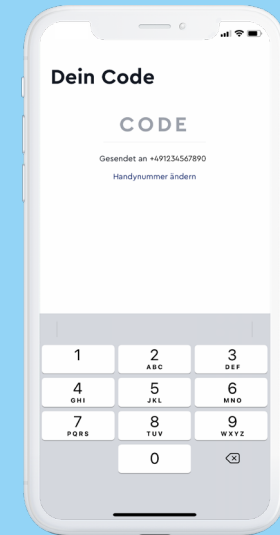 Dein Code
CODE
Gesendet an +491234567890
Handynummer ändern
1
2
ABC
3
DEF
4
GHI
5
JKL
6
MNO
7
PQRS
8
TUV
9
WXYZ
0